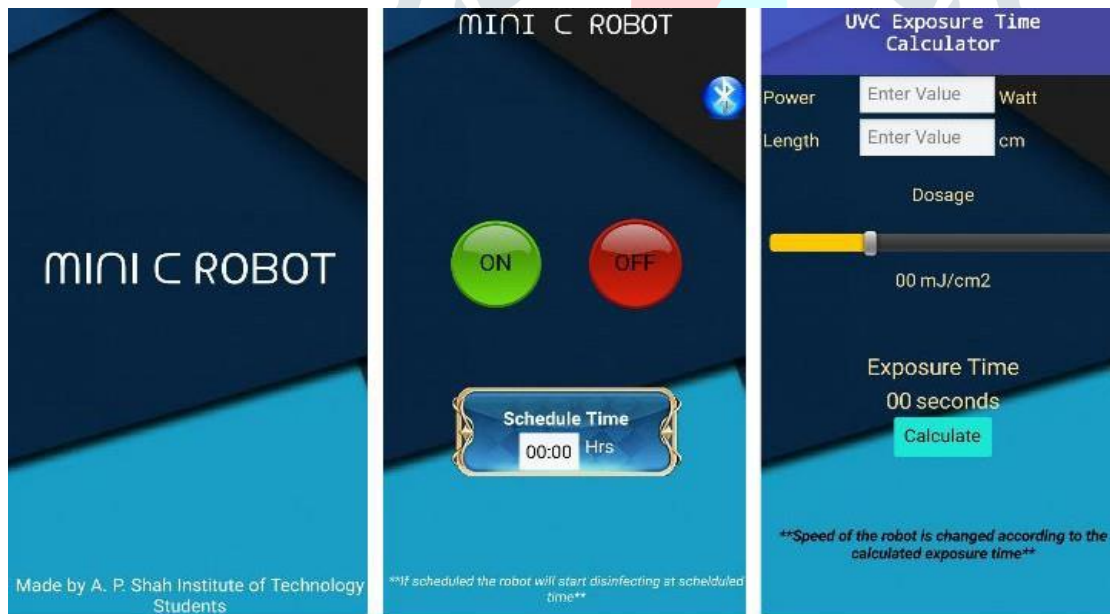 MINI C ROBOT
Made by A. P. Shah Institute of Technology
Students
MINI C ROBOT
ON
OFF
Schedule Time
00:00 Hrs
**If scheduled the robot will start disinfecting at schelduled
time**
UVC Exposure Time
Calculator
Power Enter Value Watt
Length Enter Value cm
Dosage
00 mJ/cm2
Exposure Time
00 seconds
Calculate
**Speed of the robot is changed according to the
calculated exposure time**